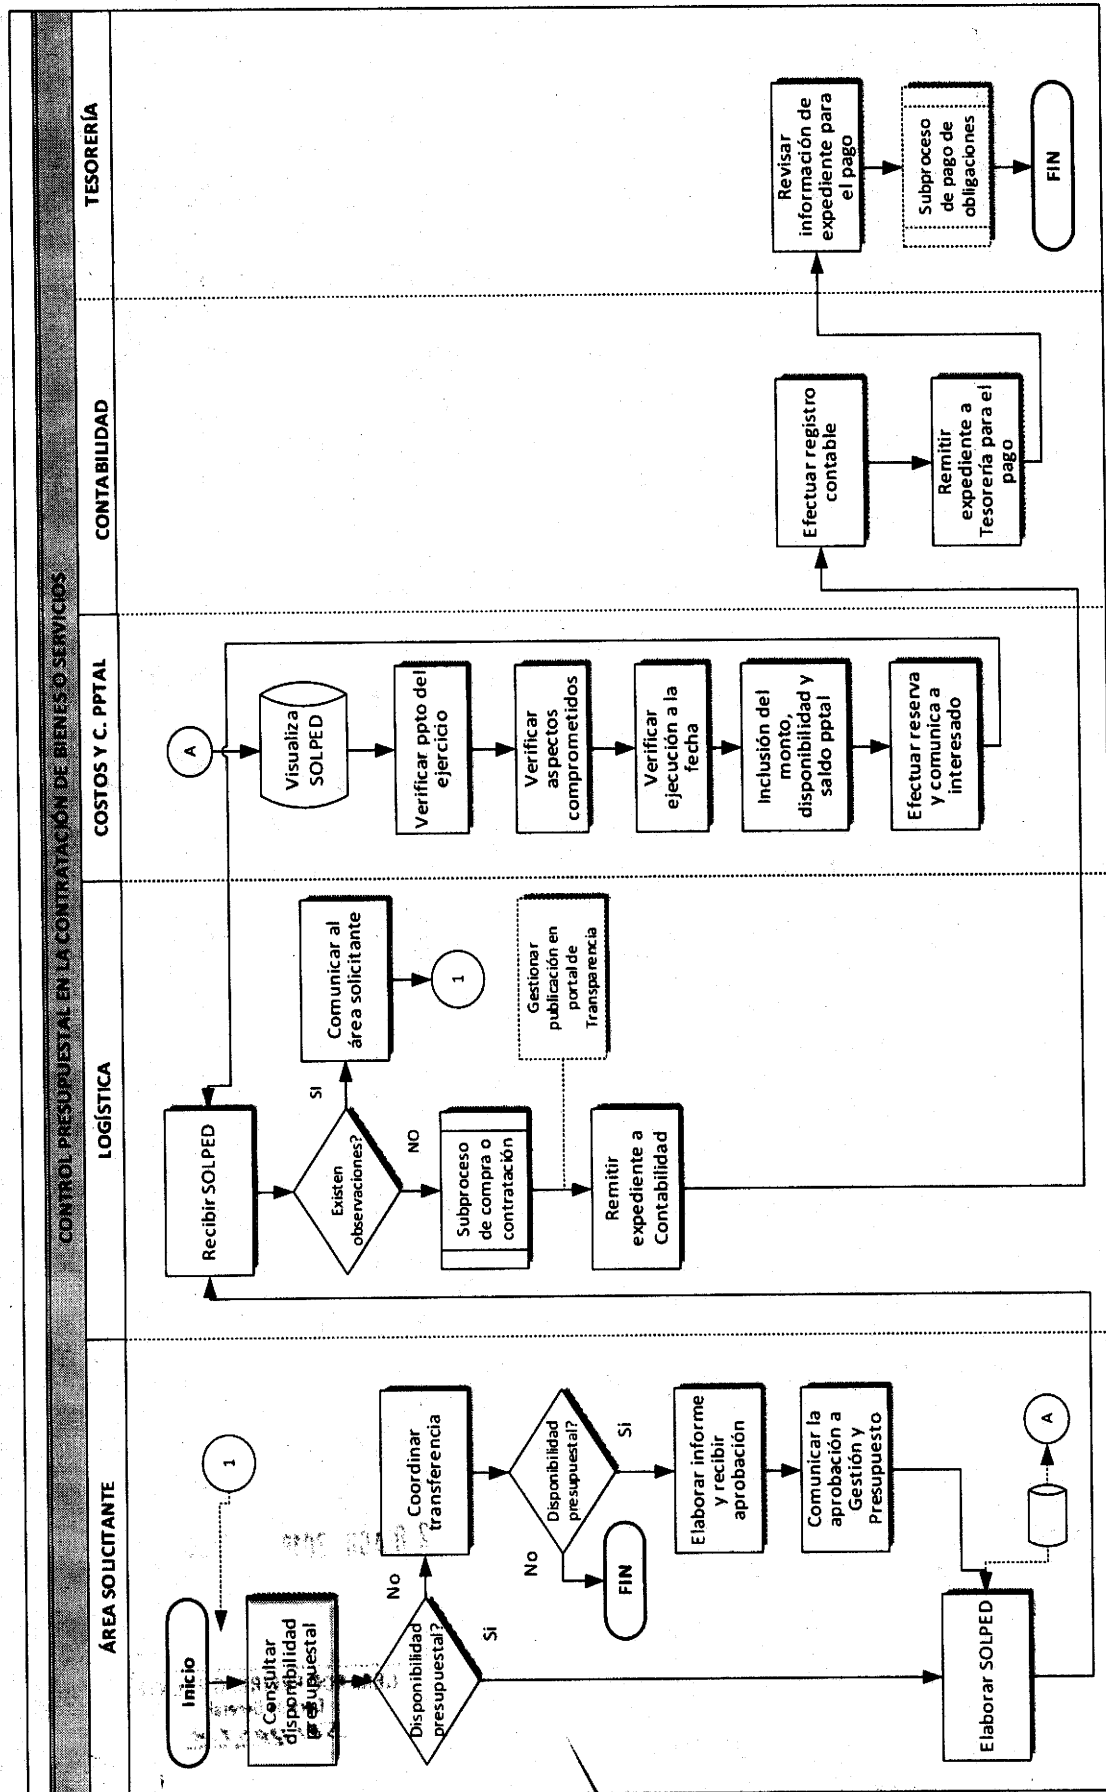 CONTROL PRESUPUESTAL EN LA CONTRATACIÓN DE BIENES O SERVICIOS
ÁREA SOLICITANTE
LOGÍSTICA
COSTOS Y C. PPTAL
CONTABILIDAD
TESORERÍA
Inicio
1
Consultar
disponibilidad
presupuestal
Disponibilidad
presupuestal?
No
Si
Coordinar
transferencia
Disponibilidad
presupuestal?
No
Si
FIN
Elaborar informe
y recibir
aprobación
Comunicar la
aprobación a
Gestión y
Presupuesto
Elaborar SOLPED
A
Recibir SOLPED
Existen
observaciones?
SI
NO
Comunicar al
área solicitante
1
Subproceso
de compra o
contratación
Gestionar
publicación en
portal de
Transparencia
Remitir
expediente a
Contabilidad
A
Visualiza
SOLPED
Verificar ppto del
ejercicio
Verificar
aspectos
comprometidos
Verificar
ejecución a la
fecha
Inclusión del
monto,
disponibilidad y
saldo pptal
Efectuar reserva
y comunica a
interesado
Efectuar registro
contable
Remitir
expediente a
Tesorería para el
pago
Revisar
información de
expediente para
el pago
Subproceso
de pago de
obligaciones
FIN